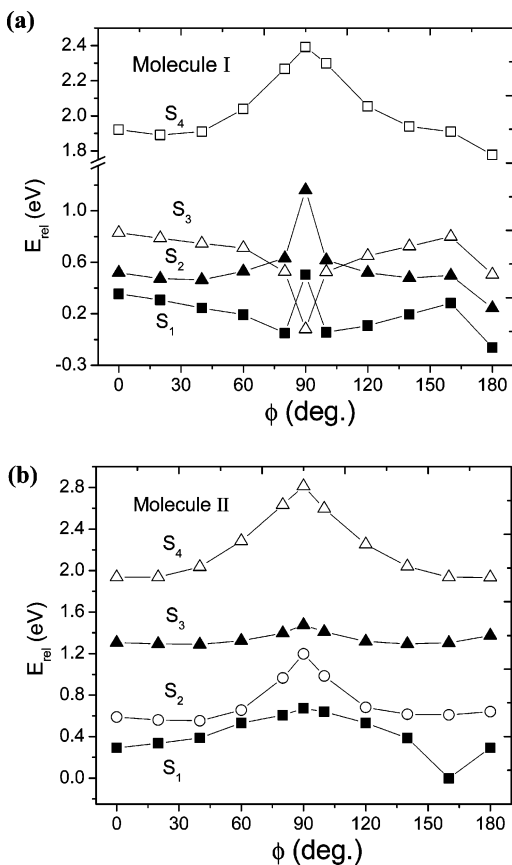 (a)
Molecule I
S4
S3
S2
S1
2.4
2.2
2.0
1.8
1.0
0.6
0.2
-0.3
E_rel (eV)
0 30 60 90 120 150 180
ϕ (deg.)
(b)
Molecule II
S4
S3
S2
S1
2.8
2.4
2.0
1.6
1.2
0.8
0.4
0.0
E_rel (eV)
0 30 60 90 120 150 180
ϕ (deg.)